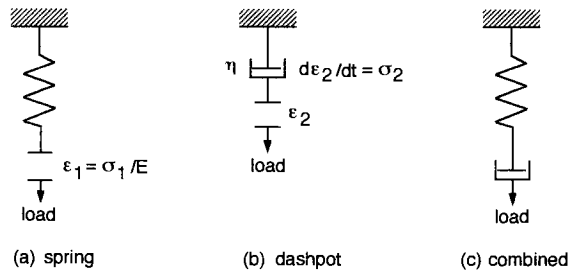 ε1 = σ1/E
load
(a) spring
η
dε2/dt = σ2
ε2
load
(b) dashpot
load
(c) combined